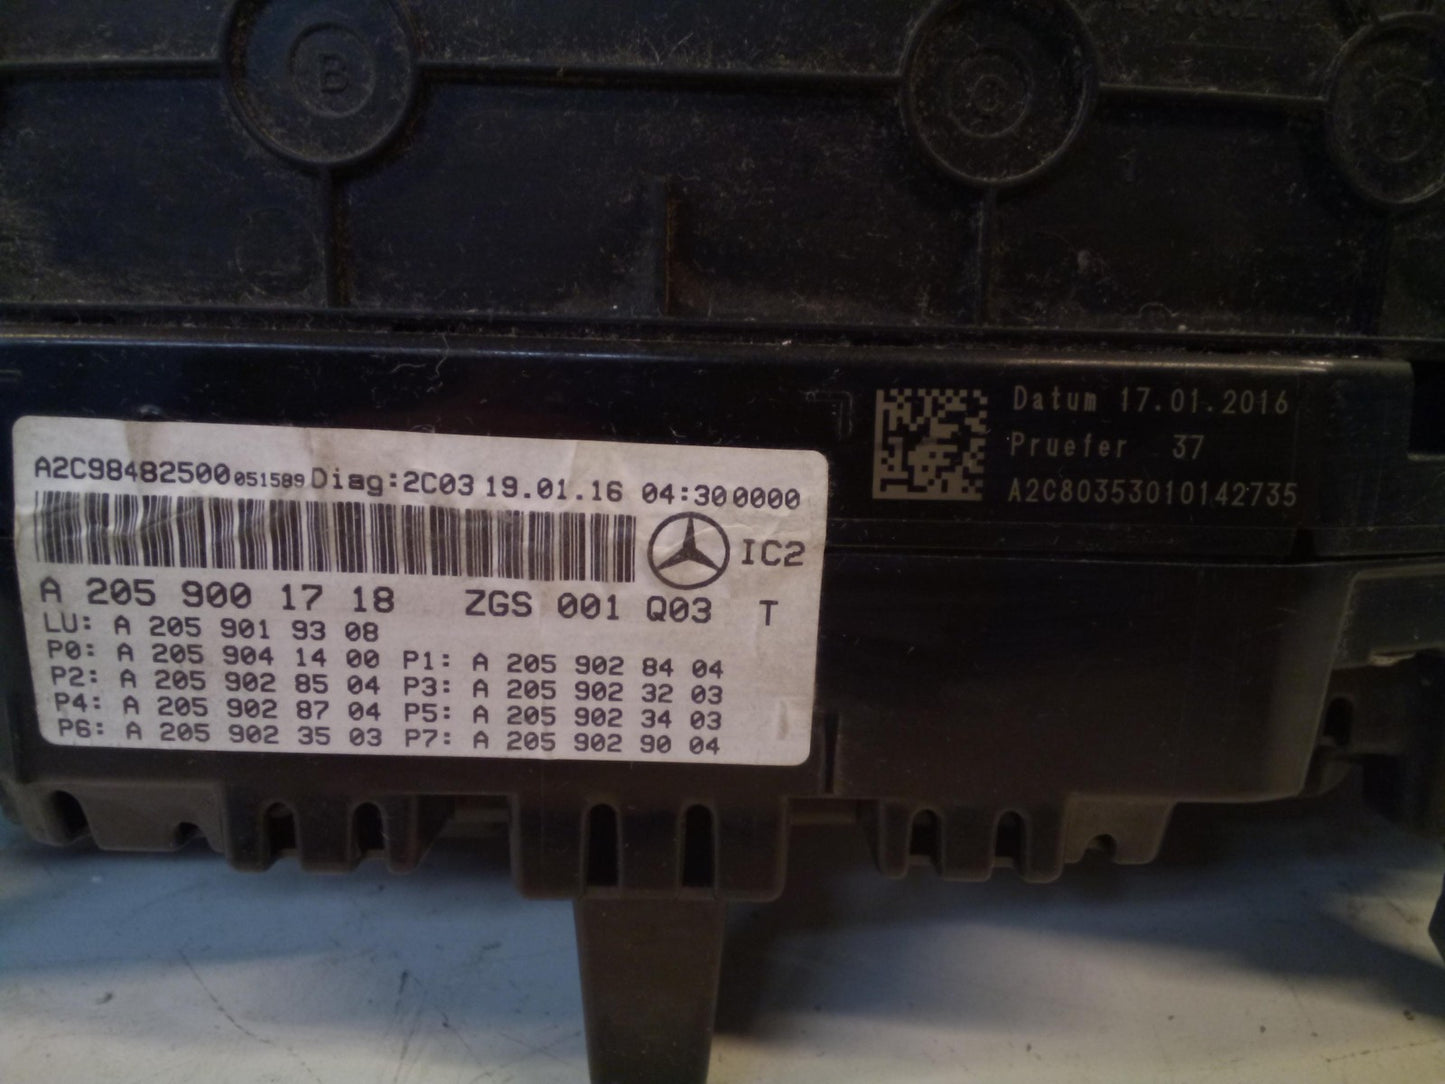 B
Datum 17.01.2016
Pruefer 37
A2C80353010142735
A2C98482500051589 Diag:2C03 19.01.16 04:300000
IC2
A 205 900 17 18 ZGS 001 Q03 T
LU: A 205 901 93 08
P0: A 205 904 14 00 P1: A 205 902 84 04
P2: A 205 902 85 04 P3: A 205 902 32 03
P4: A 205 902 87 04 P5: A 205 902 34 03
P6: A 205 902 35 03 P7: A 205 902 90 04